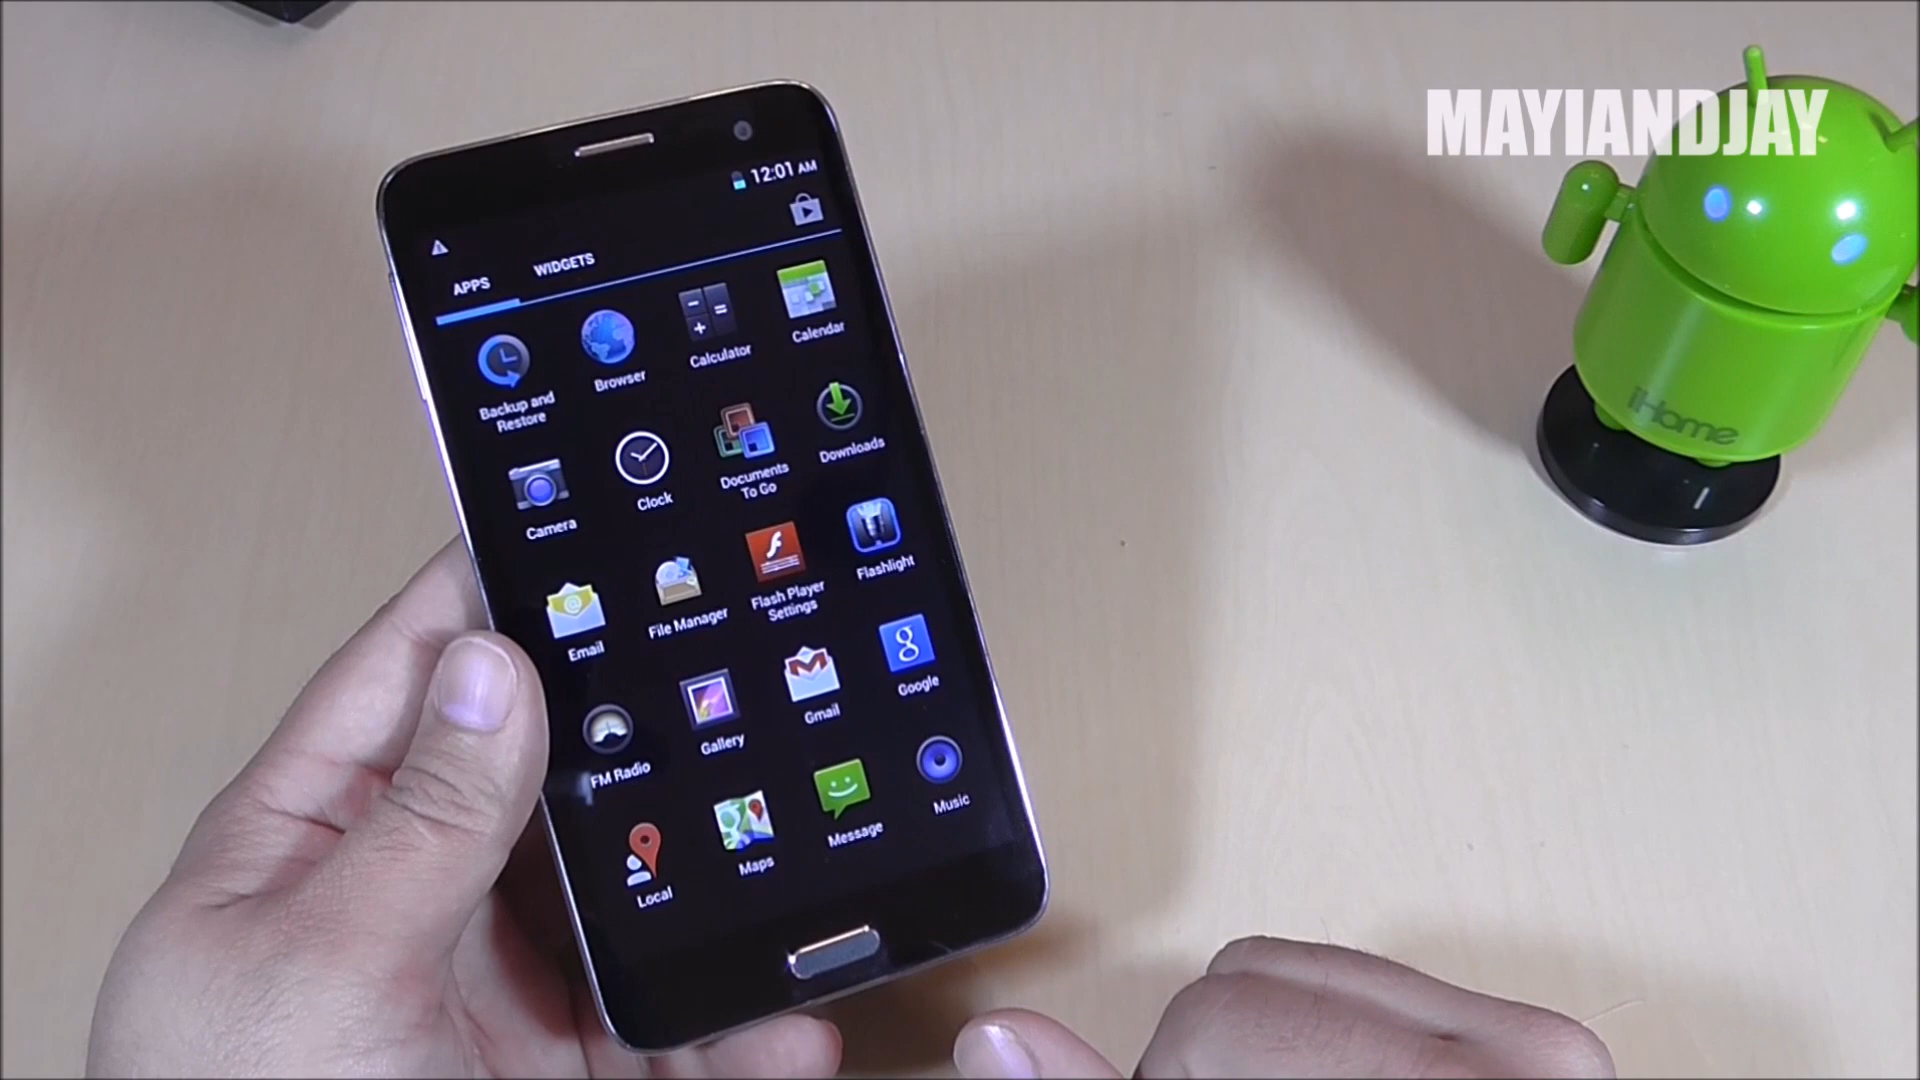 MAYIANDJAY
12:01 AM
APPS
WIDGETS
Backup and
Restore
Browser
Calculator
Calendar
Camera
Clock
Documents
To Go
Downloads
Email
File Manager
Flash Player
Settings
Flashlight
FM Radio
Gallery
Gmail
Google
Local
Maps
Message
Music
iHome